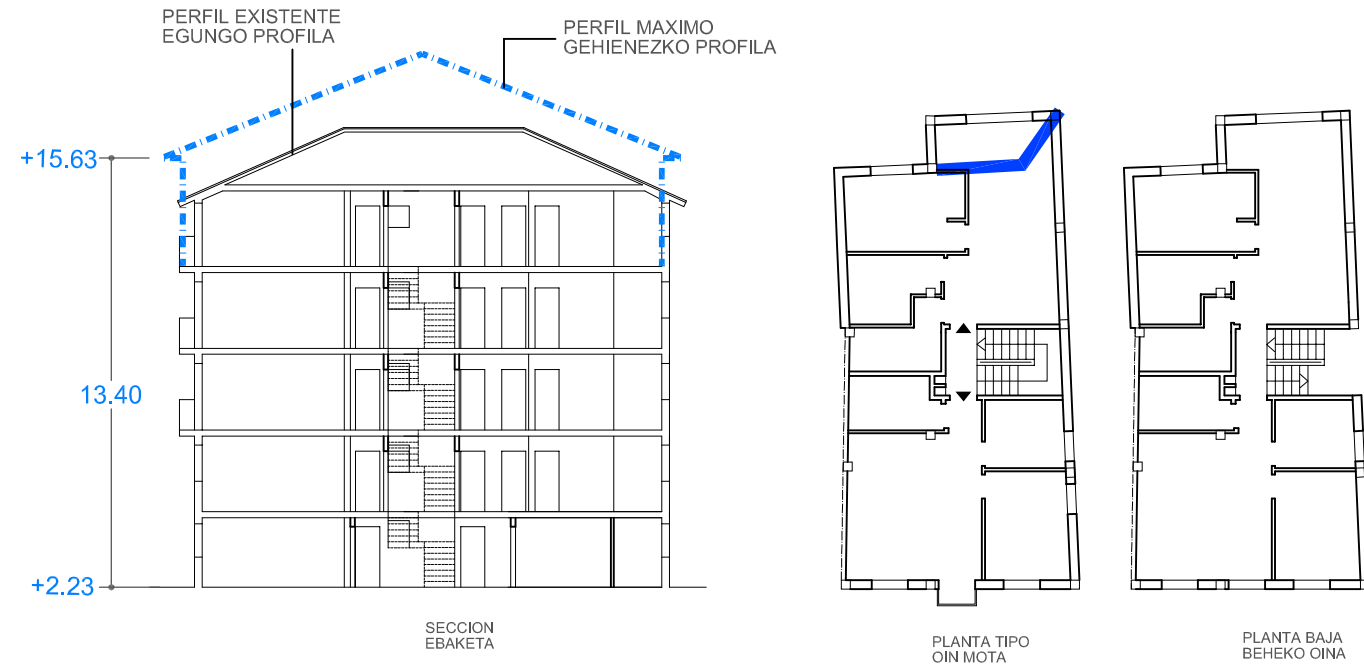 PERFIL EXISTENTE
EGUNGO PROFILA
PERFIL MAXIMO
GEHIENEZKO PROFILA
+15.63
13.40
+2.23
SECCION
EBAKETA
PLANTA TIPO
OIN MOTA
PLANTA BAJA
BEHEKO OINA